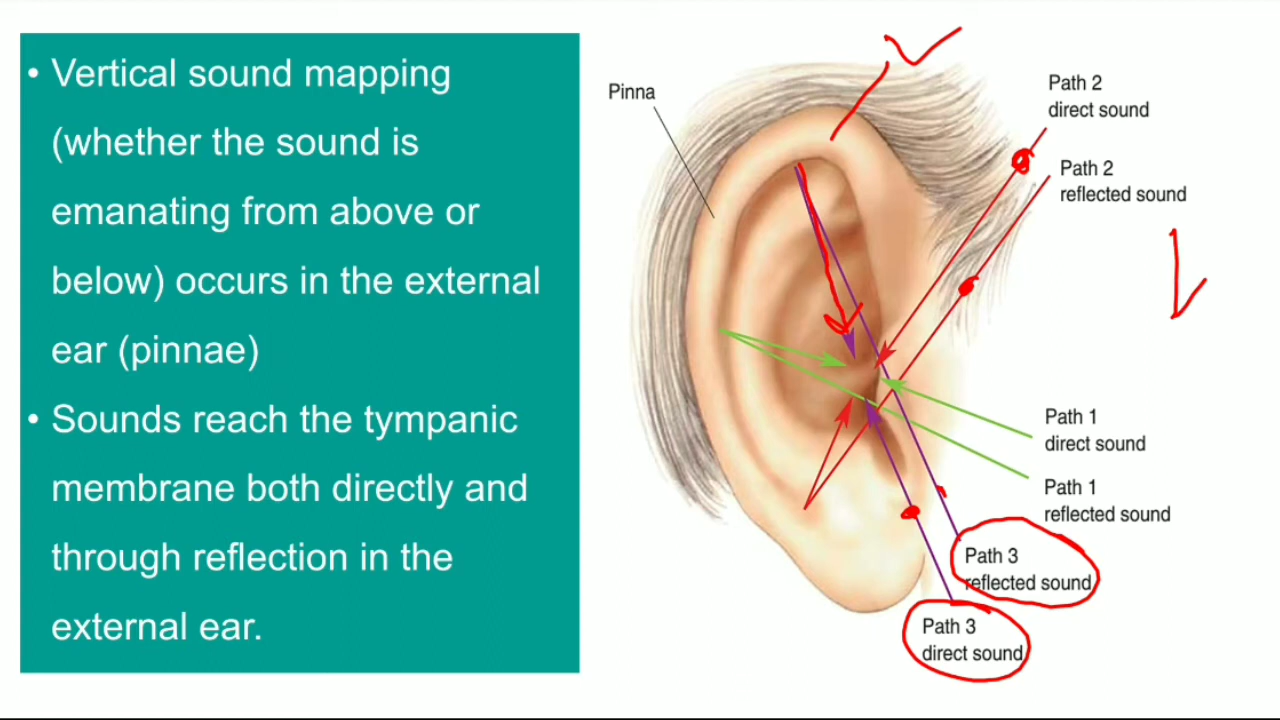 • Vertical sound mapping
(whether the sound is
emanating from above or
below) occurs in the external
ear (pinnae)
• Sounds reach the tympanic
membrane both directly and
through reflection in the
external ear.
Pinna
Path 2
direct sound
Path 2
reflected sound
Path 1
direct sound
Path 1
reflected sound
Path 3
reflected sound
Path 3
direct sound